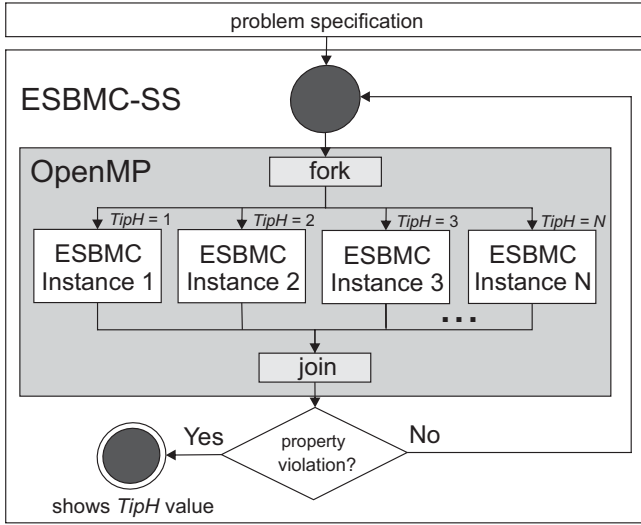 problem specification
ESBMC-SS
OpenMP
fork
TipH = 1
TipH = 2
TipH = 3
TipH = N
ESBMC
Instance 1
ESBMC
Instance 2
ESBMC
Instance 3
ESBMC
Instance N
...
join
Yes
property
violation?
No
shows TipH value